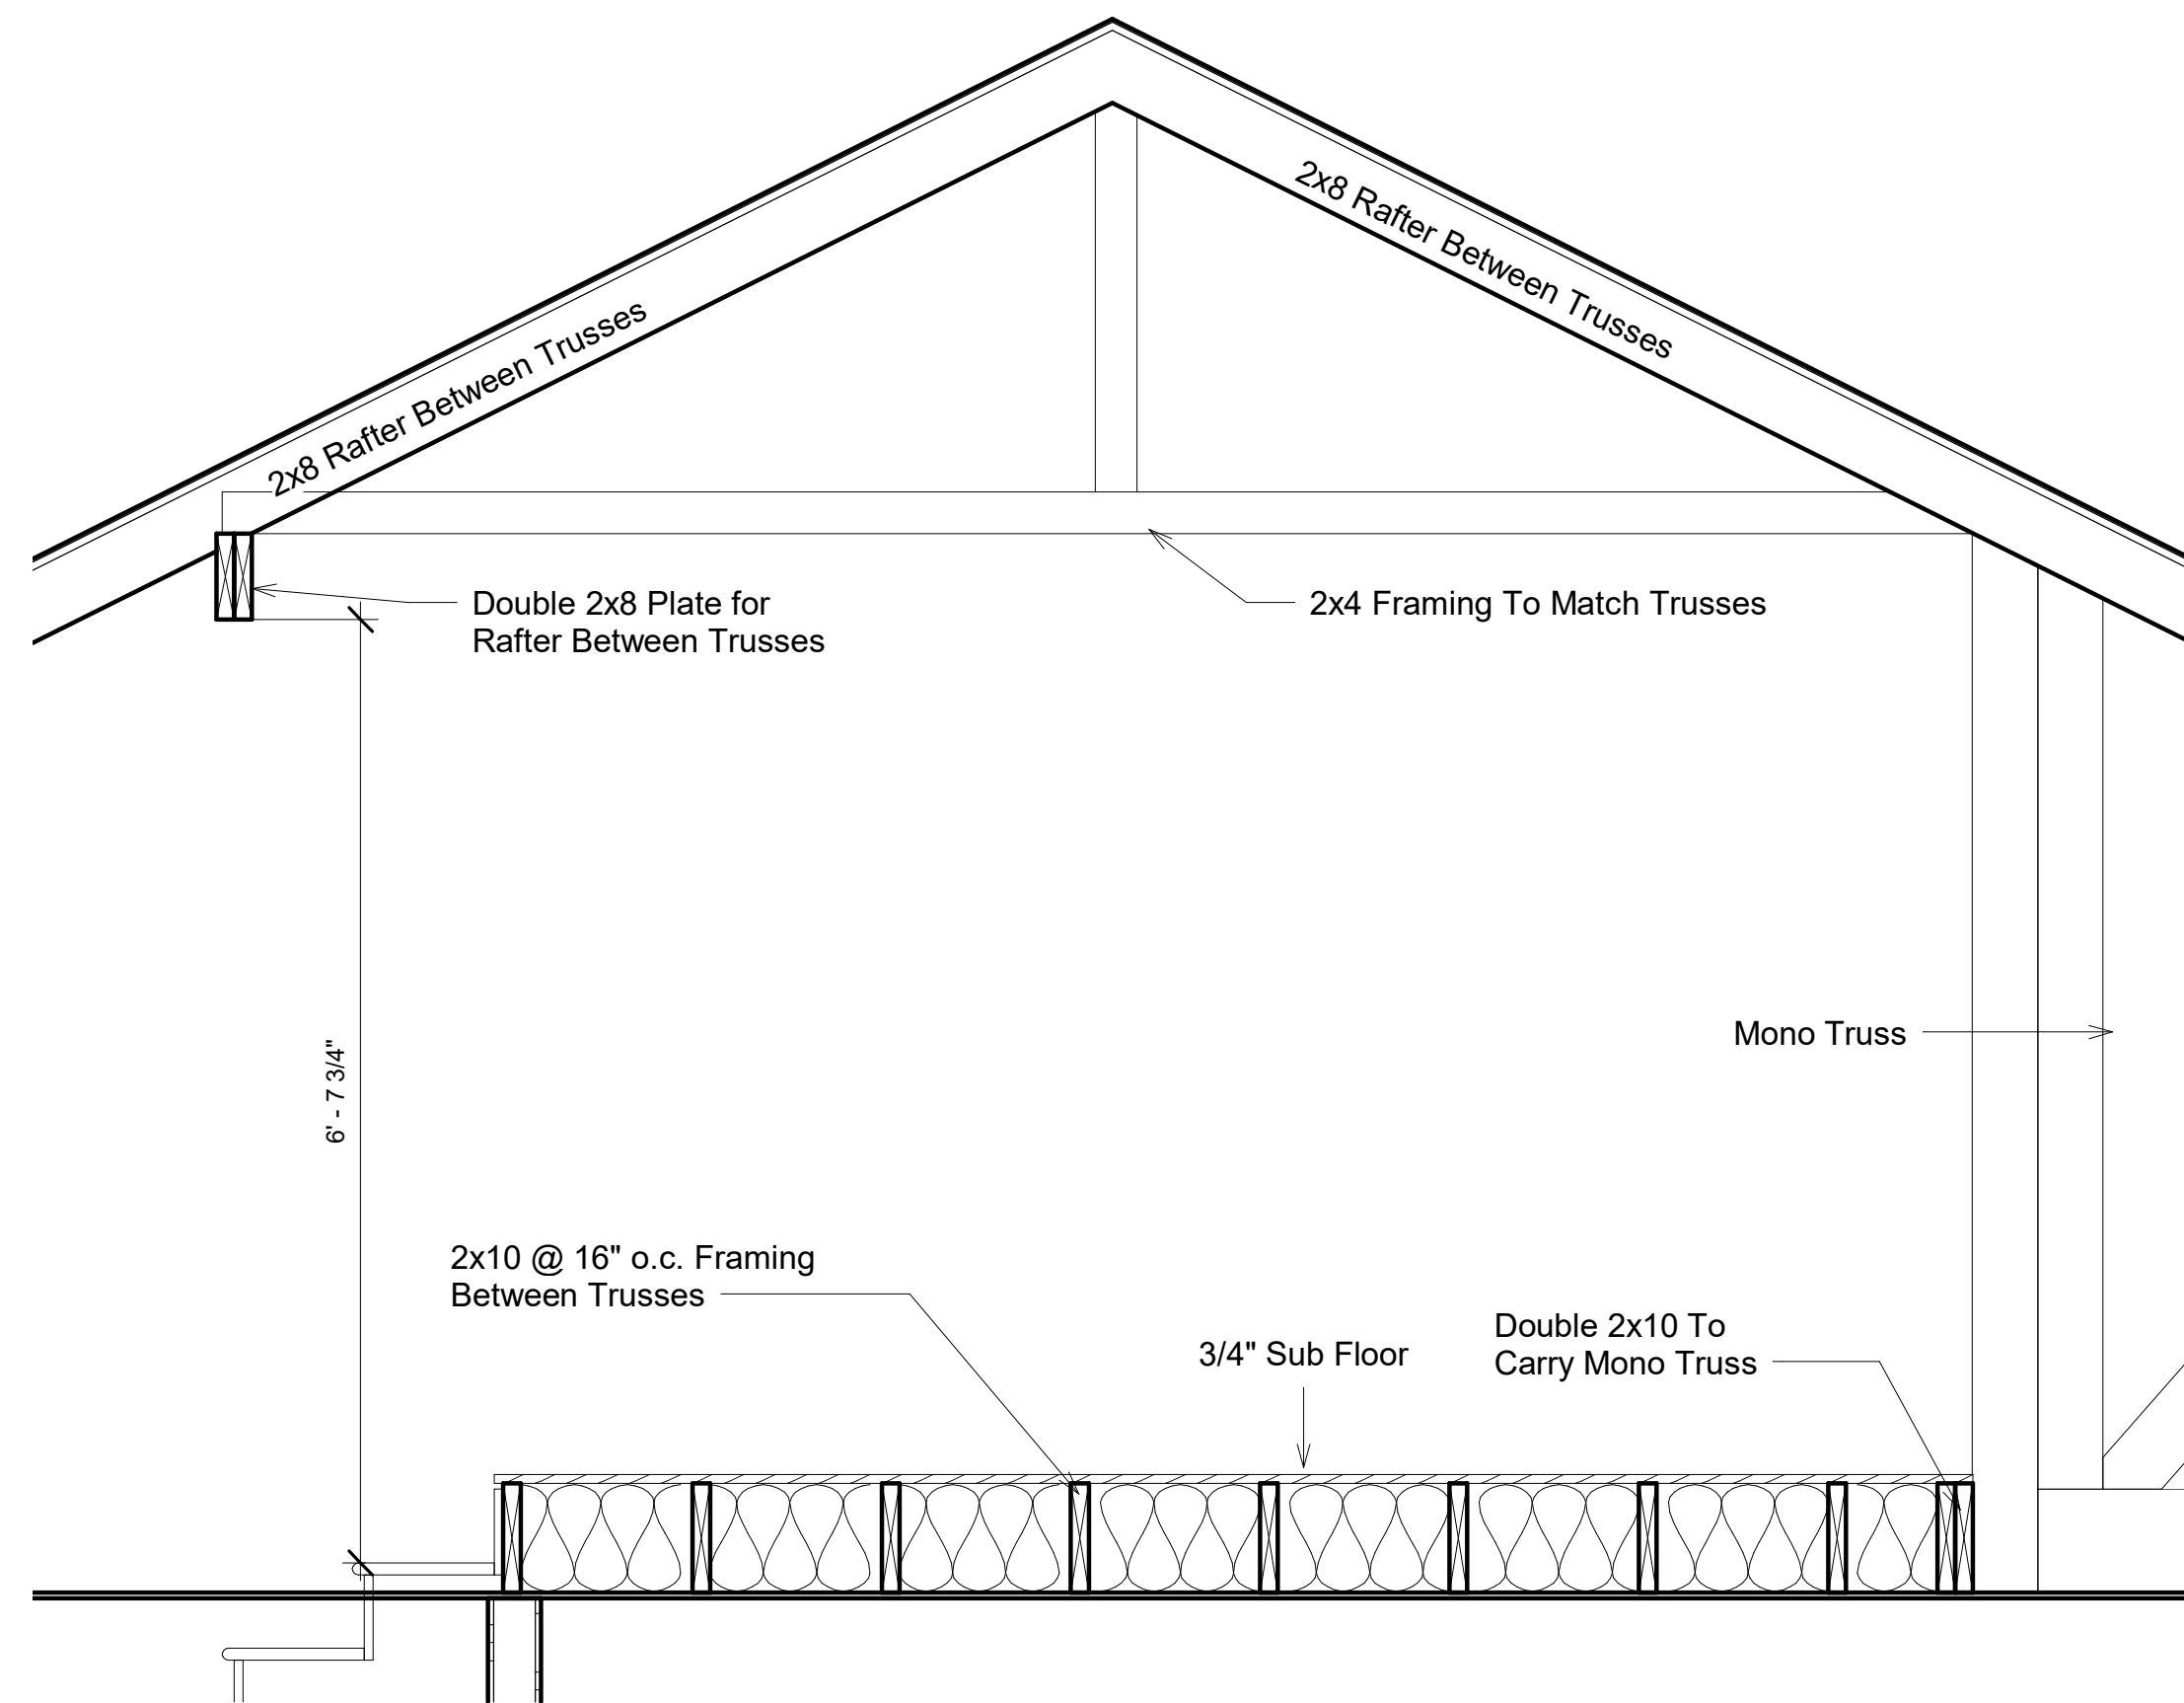 2x8 Rafter Between Trusses
2x8 Rafter Between Trusses
Double 2x8 Plate for
Rafter Between Trusses
2x4 Framing To Match Trusses
Mono Truss
6' - 7 3/4"
2x10 @ 16" o.c. Framing
Between Trusses
3/4" Sub Floor
Double 2x10 To
Carry Mono Truss